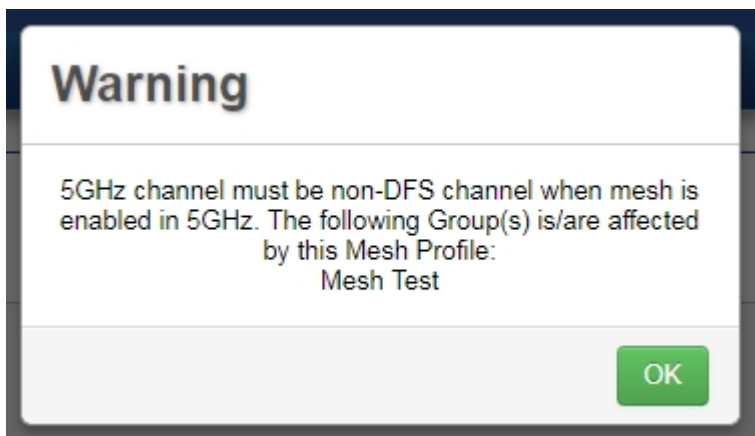 Warning
5GHz channel must be non-DFS channel when mesh is
enabled in 5GHz. The following Group(s) is/are affected
by this Mesh Profile:
Mesh Test
OK